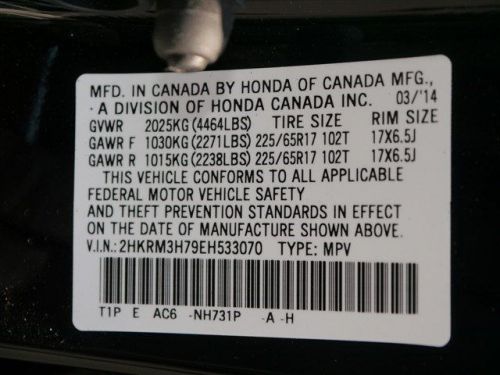 MFD. IN CANADA BY HONDA OF CANADA MFG.,
· A DIVISION OF HONDA CANADA INC. 03/'14
GVWR 2025KG (4464LBS) TIRE SIZE RIM SIZE
GAWR F 1030KG (2271LBS) 225/65R17 102T 17X6.5J
GAWR R 1015KG (2238LBS) 225/65R17 102T 17X6.5J
THIS VEHICLE CONFORMS TO ALL APPLICABLE
FEDERAL MOTOR VEHICLE SAFETY
AND THEFT PREVENTION STANDARDS IN EFFECT
ON THE DATE OF MANUFACTURE SHOWN ABOVE.
V.I.N.: 2HKRM3H79EH533070 TYPE: MPV
T1P E AC6 -NH731P -A -H